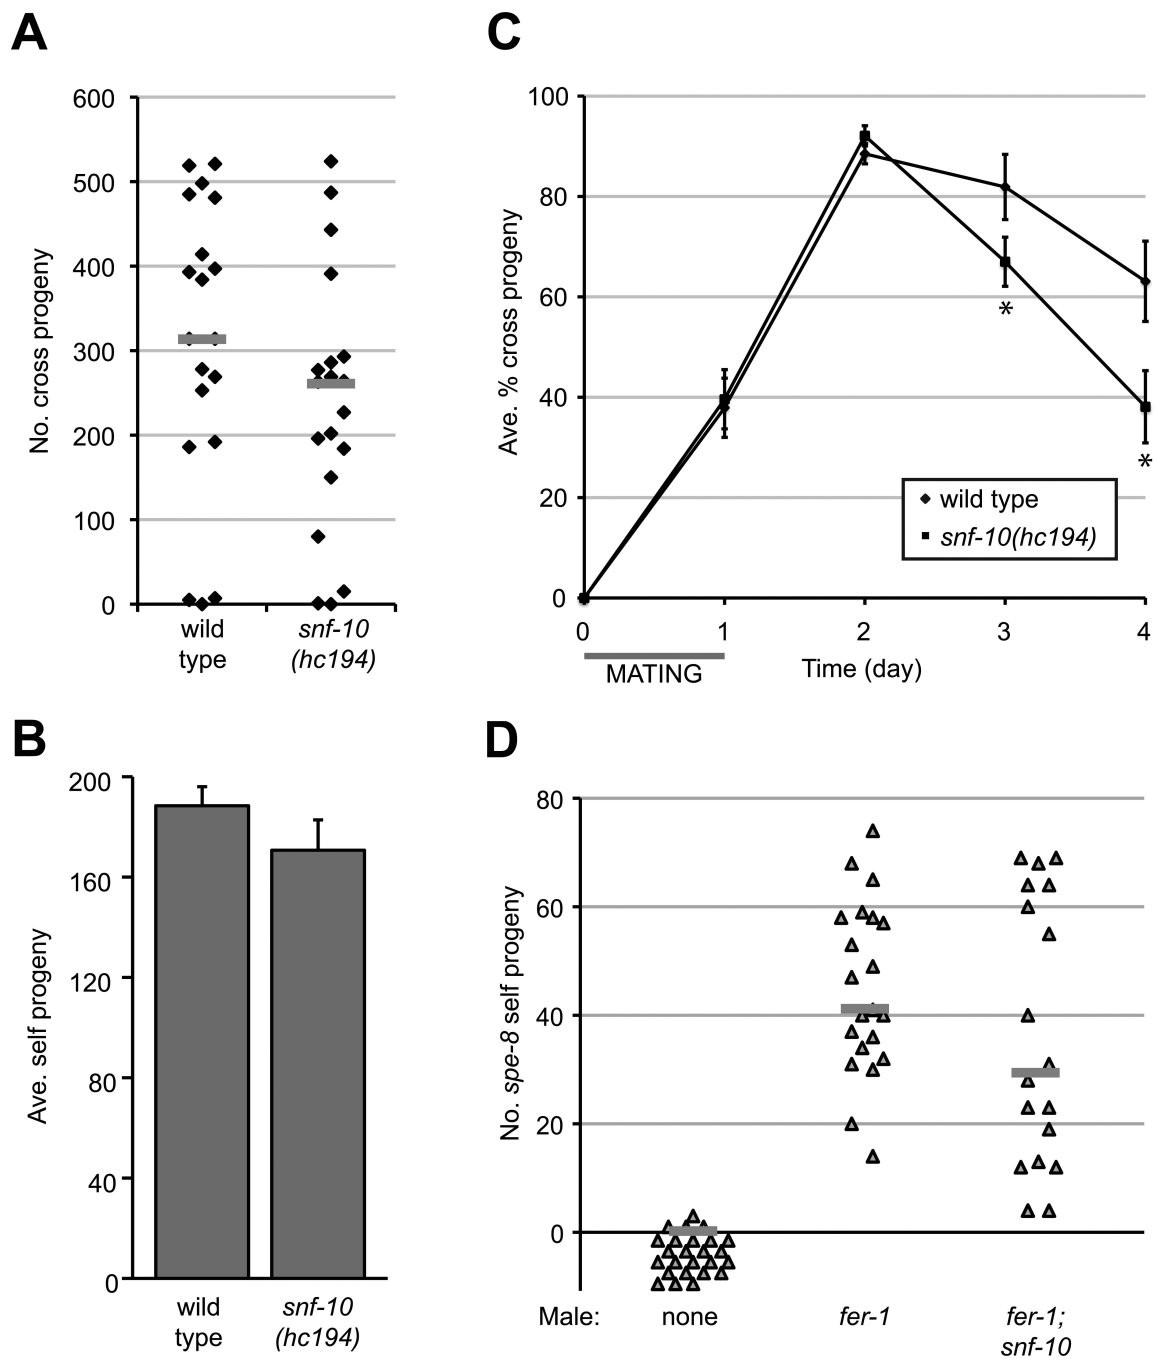 A
600
500
400
300
200
100
0
No. cross progeny
wild
type
snf-10
(hc194)
C
100
80
60
40
20
0
Ave. % cross progeny
*
*
wild type
snf-10(hc194)
0 1 2 3 4
MATING
Time (day)
B
200
160
120
80
40
0
Ave. self progeny
wild
type
snf-10
(hc194)
D
80
60
40
20
0
No. spe-8 self progeny
Male: none fer-1 fer-1;
snf-10